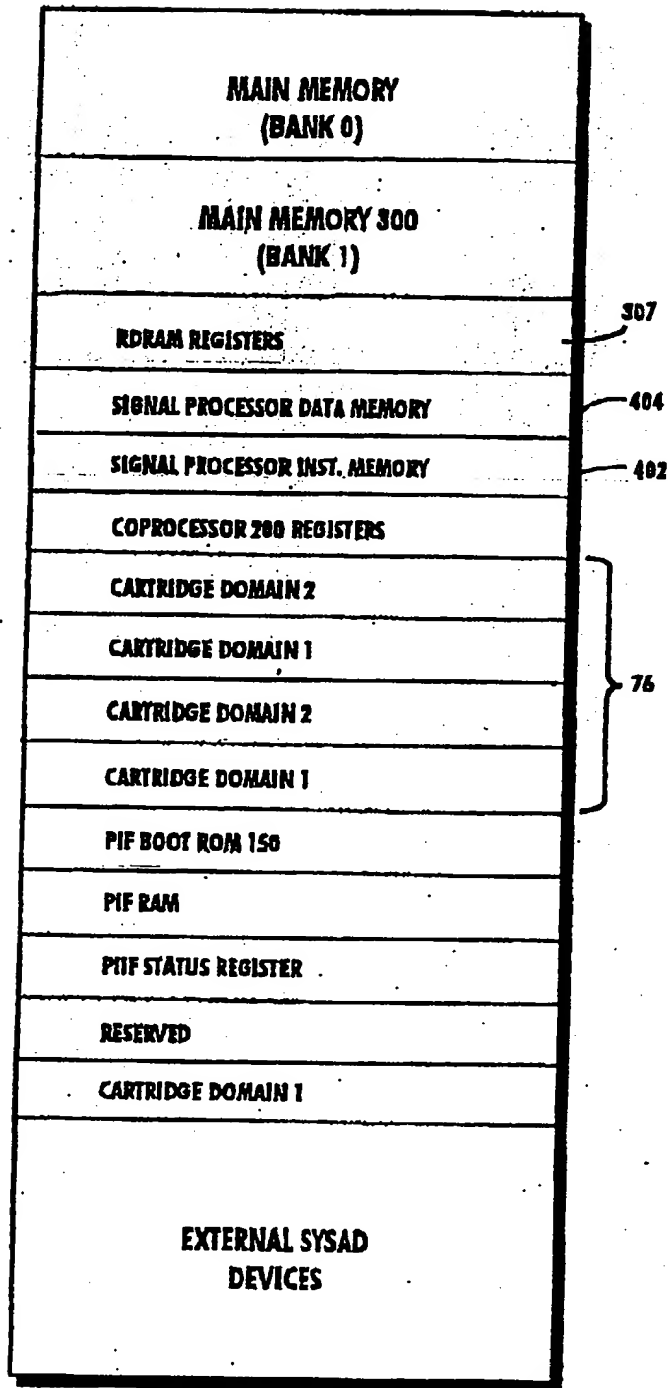 MAIN MEMORY
(BANK 0)
MAIN MEMORY 300
(BANK 1)
RDRAM REGISTERS
307
SIGNAL PROCESSOR DATA MEMORY
404
SIGNAL PROCESSOR INST. MEMORY
402
COPROCESSOR 200 REGISTERS
CARTRIDGE DOMAIN 2
CARTRIDGE DOMAIN 1
76
CARTRIDGE DOMAIN 2
CARTRIDGE DOMAIN 1
PIF BOOT ROM 150
PIF RAM
PIIF STATUS REGISTER
RESERVED
CARTRIDGE DOMAIN 1
EXTERNAL SYSAD
DEVICES